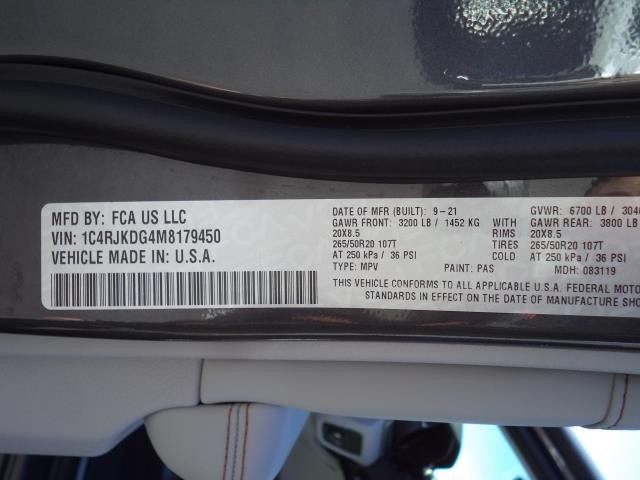 MFD BY: FCA US LLC
VIN: 1C4RJKDG4M8179450
VEHICLE MADE IN: U.S.A.
DATE OF MFR (BUILT): 9-21 GVWR: 6700 LB /
GAWR FRONT: 3200 LB / 1452 KG WITH GAWR REAR: 3800 LB /
20X8.5 RIMS 20X8.5
265/50R20 107T TIRES 265/50R20 107T
AT 250 kPa / 36 PSI COLD AT 250 kPa / 36 PSI
TYPE: MPV PAINT: PAS MDH: 083119
THIS VEHICLE CONFORMS TO ALL APPLICABLE U.S.A. FEDERAL
STANDARDS IN EFFECT ON THE DATE OF MANUFACTURE